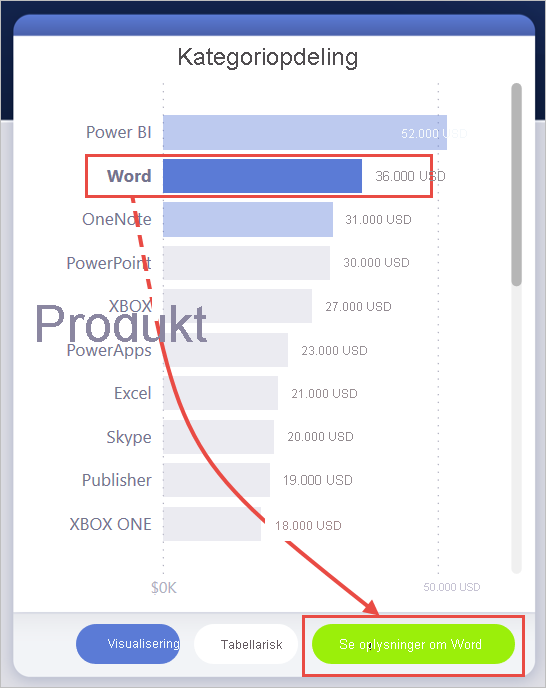 Kategoriopdeling
Power BI 52.000 USD
Word 36.000 USD
OneNote 31.000 USD
PowerPoint 30.000 USD
XBOX 27.000 USD
Produkt
PowerApps 23.000 USD
Excel 21.000 USD
Skype 20.000 USD
Publisher 19.000 USD
XBOX ONE 18.000 USD
$0K 50.000 USD
Visualisering Tabellarisk Se oplysninger om Word